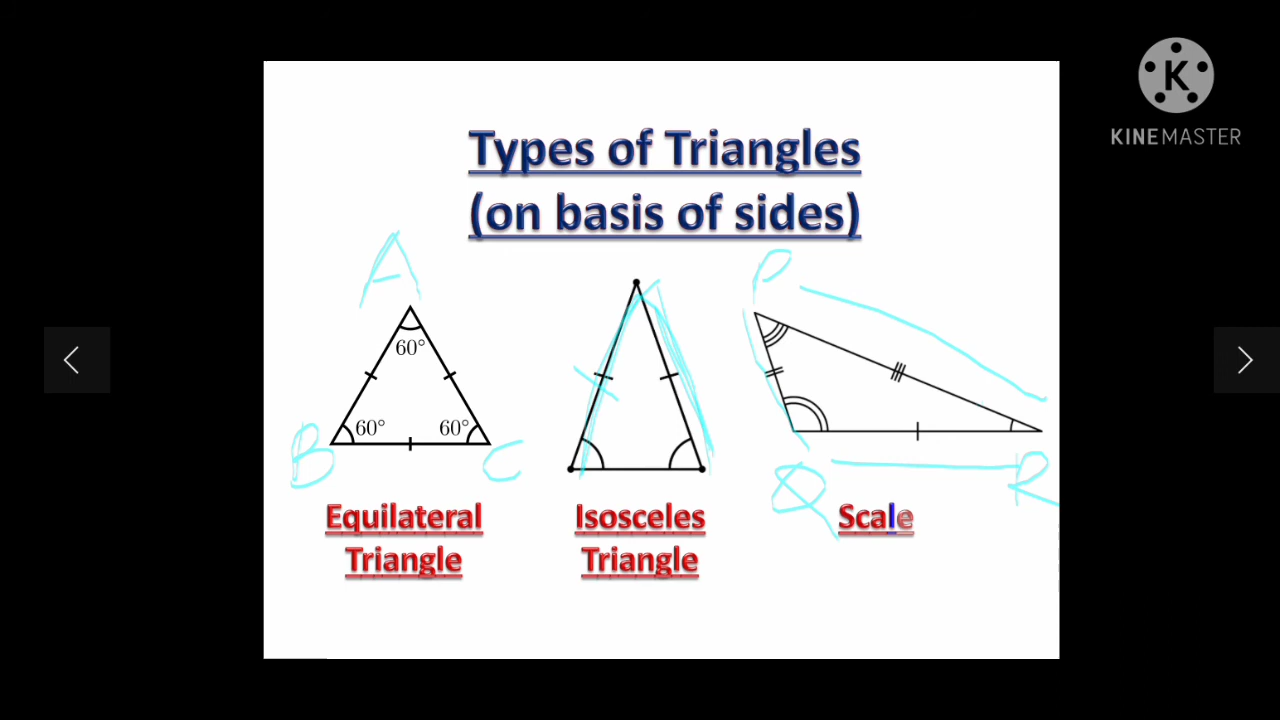 KINEMASTER
Types of Triangles
(on basis of sides)
A
P
60°
60° 60°
B C
Q R
Equilateral
Triangle
Isosceles
Triangle
Scale